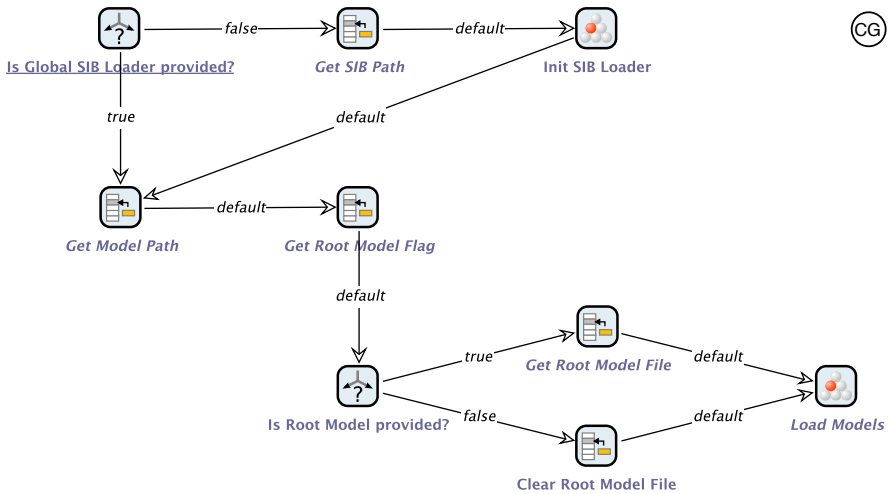 CG
false
default
Is Global SIB Loader provided?
Get SIB Path
Init SIB Loader
true
default
default
Get Model Path
Get Root Model Flag
default
true
Get Root Model File
default
Is Root Model provided?
false
default
Load Models
Clear Root Model File
?
?